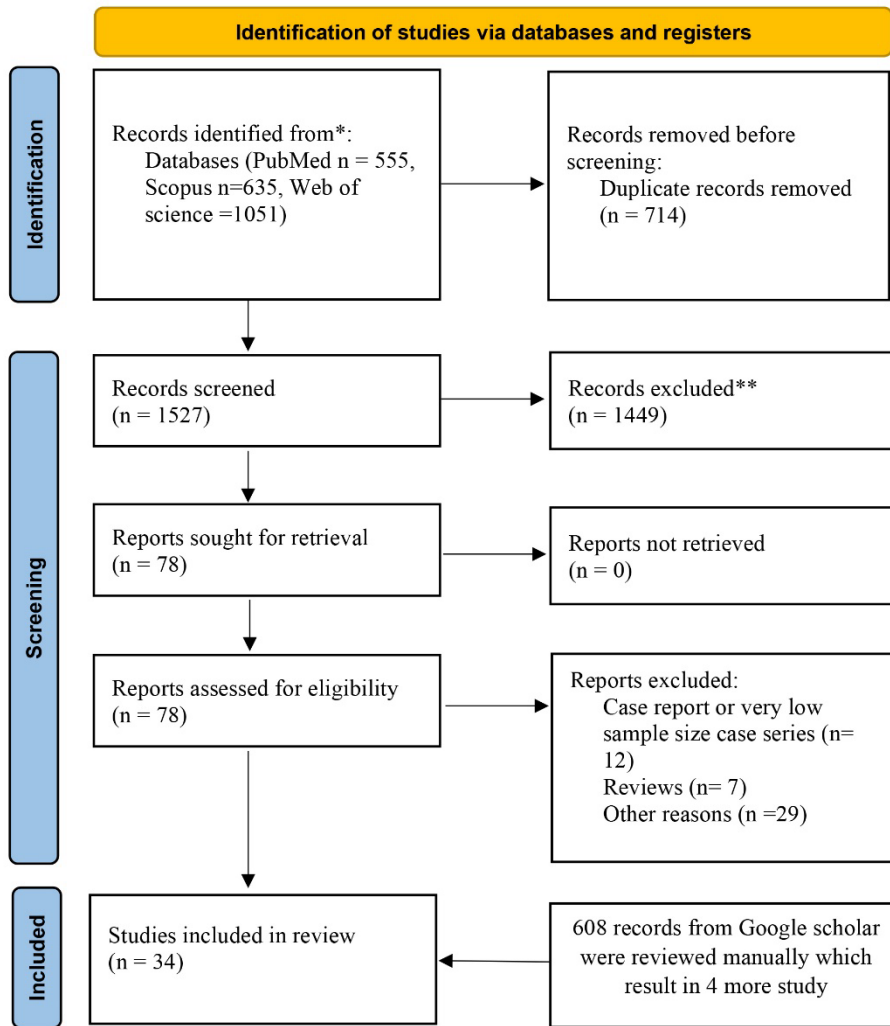 Identification of studies via databases and registers
Identification
Records identified from*:
Databases (PubMed n = 555,
Scopus n=635, Web of
science =1051)
Records removed before
screening:
Duplicate records removed
(n = 714)
Screening
Records screened
(n = 1527)
Records excluded**
(n = 1449)
Reports sought for retrieval
(n = 78)
Reports not retrieved
(n = 0)
Reports assessed for eligibility
(n = 78)
Reports excluded:
Case report or very low
sample size case series (n=
12)
Reviews (n= 7)
Other reasons (n =29)
Included
Studies included in review
(n = 34)
608 records from Google scholar
were reviewed manually which
result in 4 more study